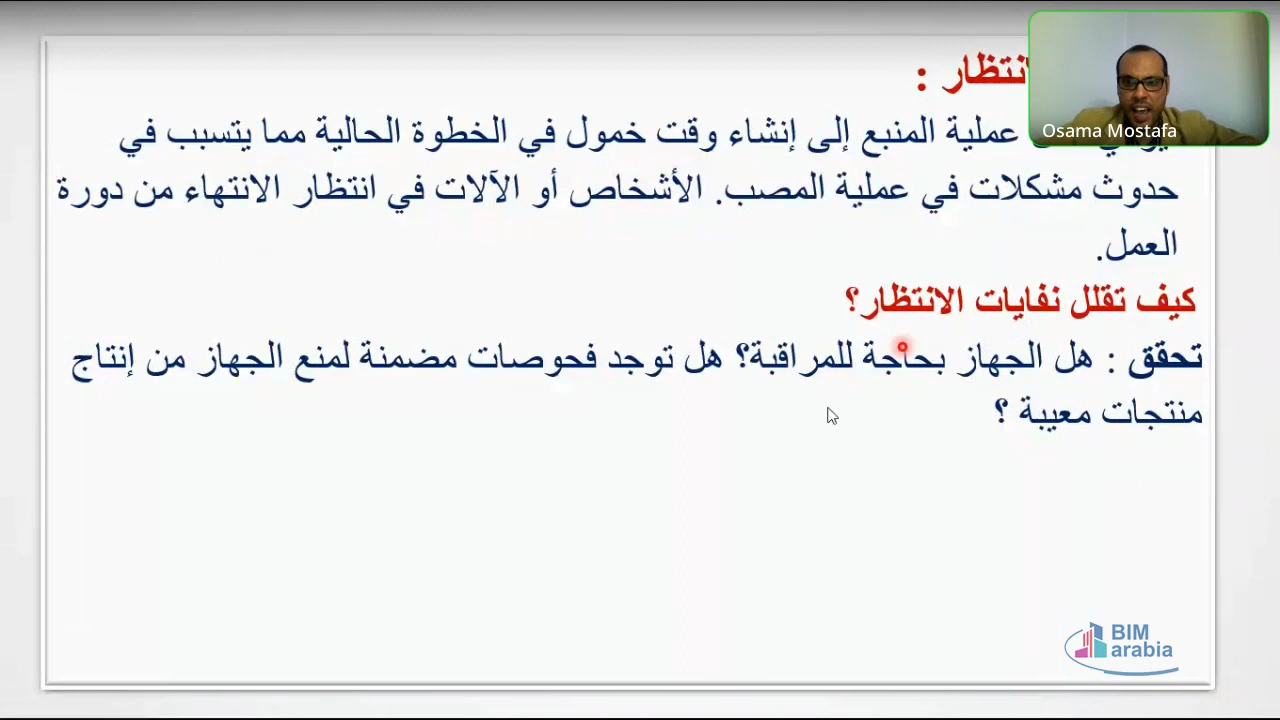 Osama Mostafa
:
عملية المنبع إلى إنشاء وقت خمول في الخطوة الحالية مما يتسبب في
حدوث مشكلات في عملية المصب. الأشخاص أو الآلات في انتظار الانتهاء من دورة
العمل.
كيف تقلل نفايات الانتظار؟
تحقق : هل الجهاز بحاجة للمراقبة؟ هل توجد فحوصات مضمنة لمنع الجهاز من إنتاج
منتجات معيبة ؟
BIM
arabia